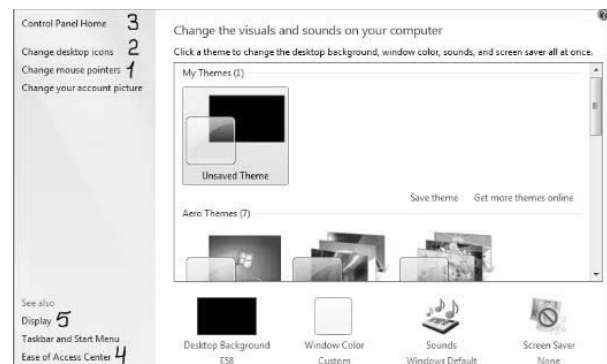 Control Panel Home 3
Change desktop icons 2
Change mouse pointers 1
Change your account picture
Change the visuals and sounds on your computer
Click a theme to change the desktop background, window color, sounds, and screen saver all at once.
My Themes (1)
Unsaved Theme
Save theme Get more themes online
Aero Themes (7)
See also
Display 5
Taskbar and Start Menu
Ease of Access Center 4
Desktop Background
E58
Window Color
Custom
Sounds
Windows Default
Screen Saver
None